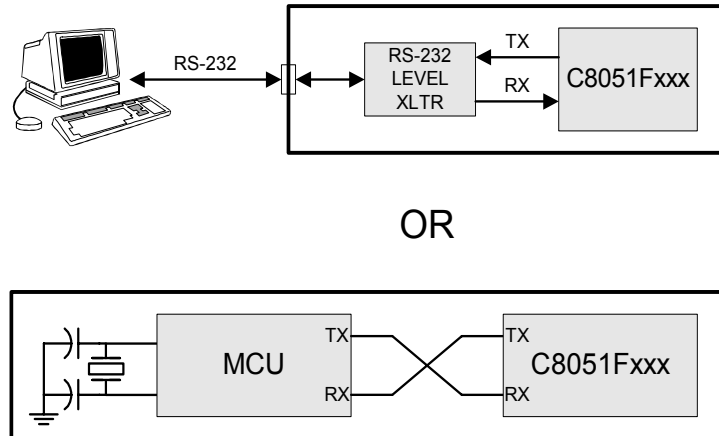 RS-232
RS-232
LEVEL
XLTR
TX
RX
C8051Fxxx
OR
MCU
TX
RX
TX
RX
C8051Fxxx